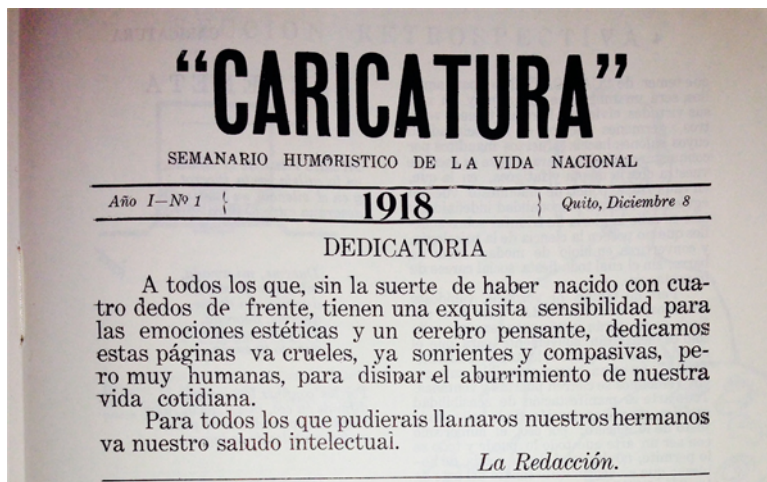 "CARICATURA"
SEMANARIO HUMORISTICO DE LA VIDA NACIONAL
Año I—Nº 1 1918 Quito, Diciembre 8
DEDICATORIA
A todos los que, sin la suerte de haber nacido con cua-
tro dedos de frente, tienen una exquisita sensibilidad para
las emociones estéticas y un cerebro pensante, dedicamos
estas páginas va crueles, ya sonrientes y compasivas, pe-
ro muy humanas, para disipar el aburrimiento de nuestra
vida cotidiana.
Para todos los que pudierais llamaros nuestros hermanos
va nuestro saludo intelectual.
La Redacción.